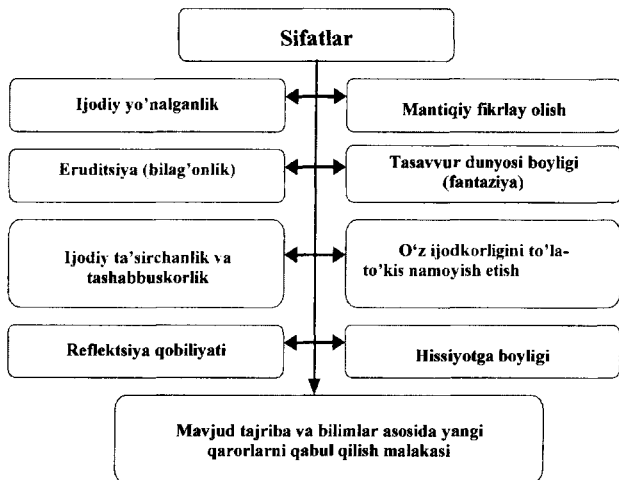 Sifatlar
Ijodiy yo'nalganlik
Mantiqiy fikrlay olish
Eruditsiya (bilag'onlik)
Tasavvur dunyosi boyligi
(fantaziya)
Ijodiy ta'sirchanlik va
tashabbuskorlik
O‘z ijodkorligini to'la-
to'kis namoyish etish
Reflektsiya qobiliyati
Hissiyotga boyligi
Mavjud tajriba va bilimlar asosida yangi
qarorlarni qabul qilish malakasi